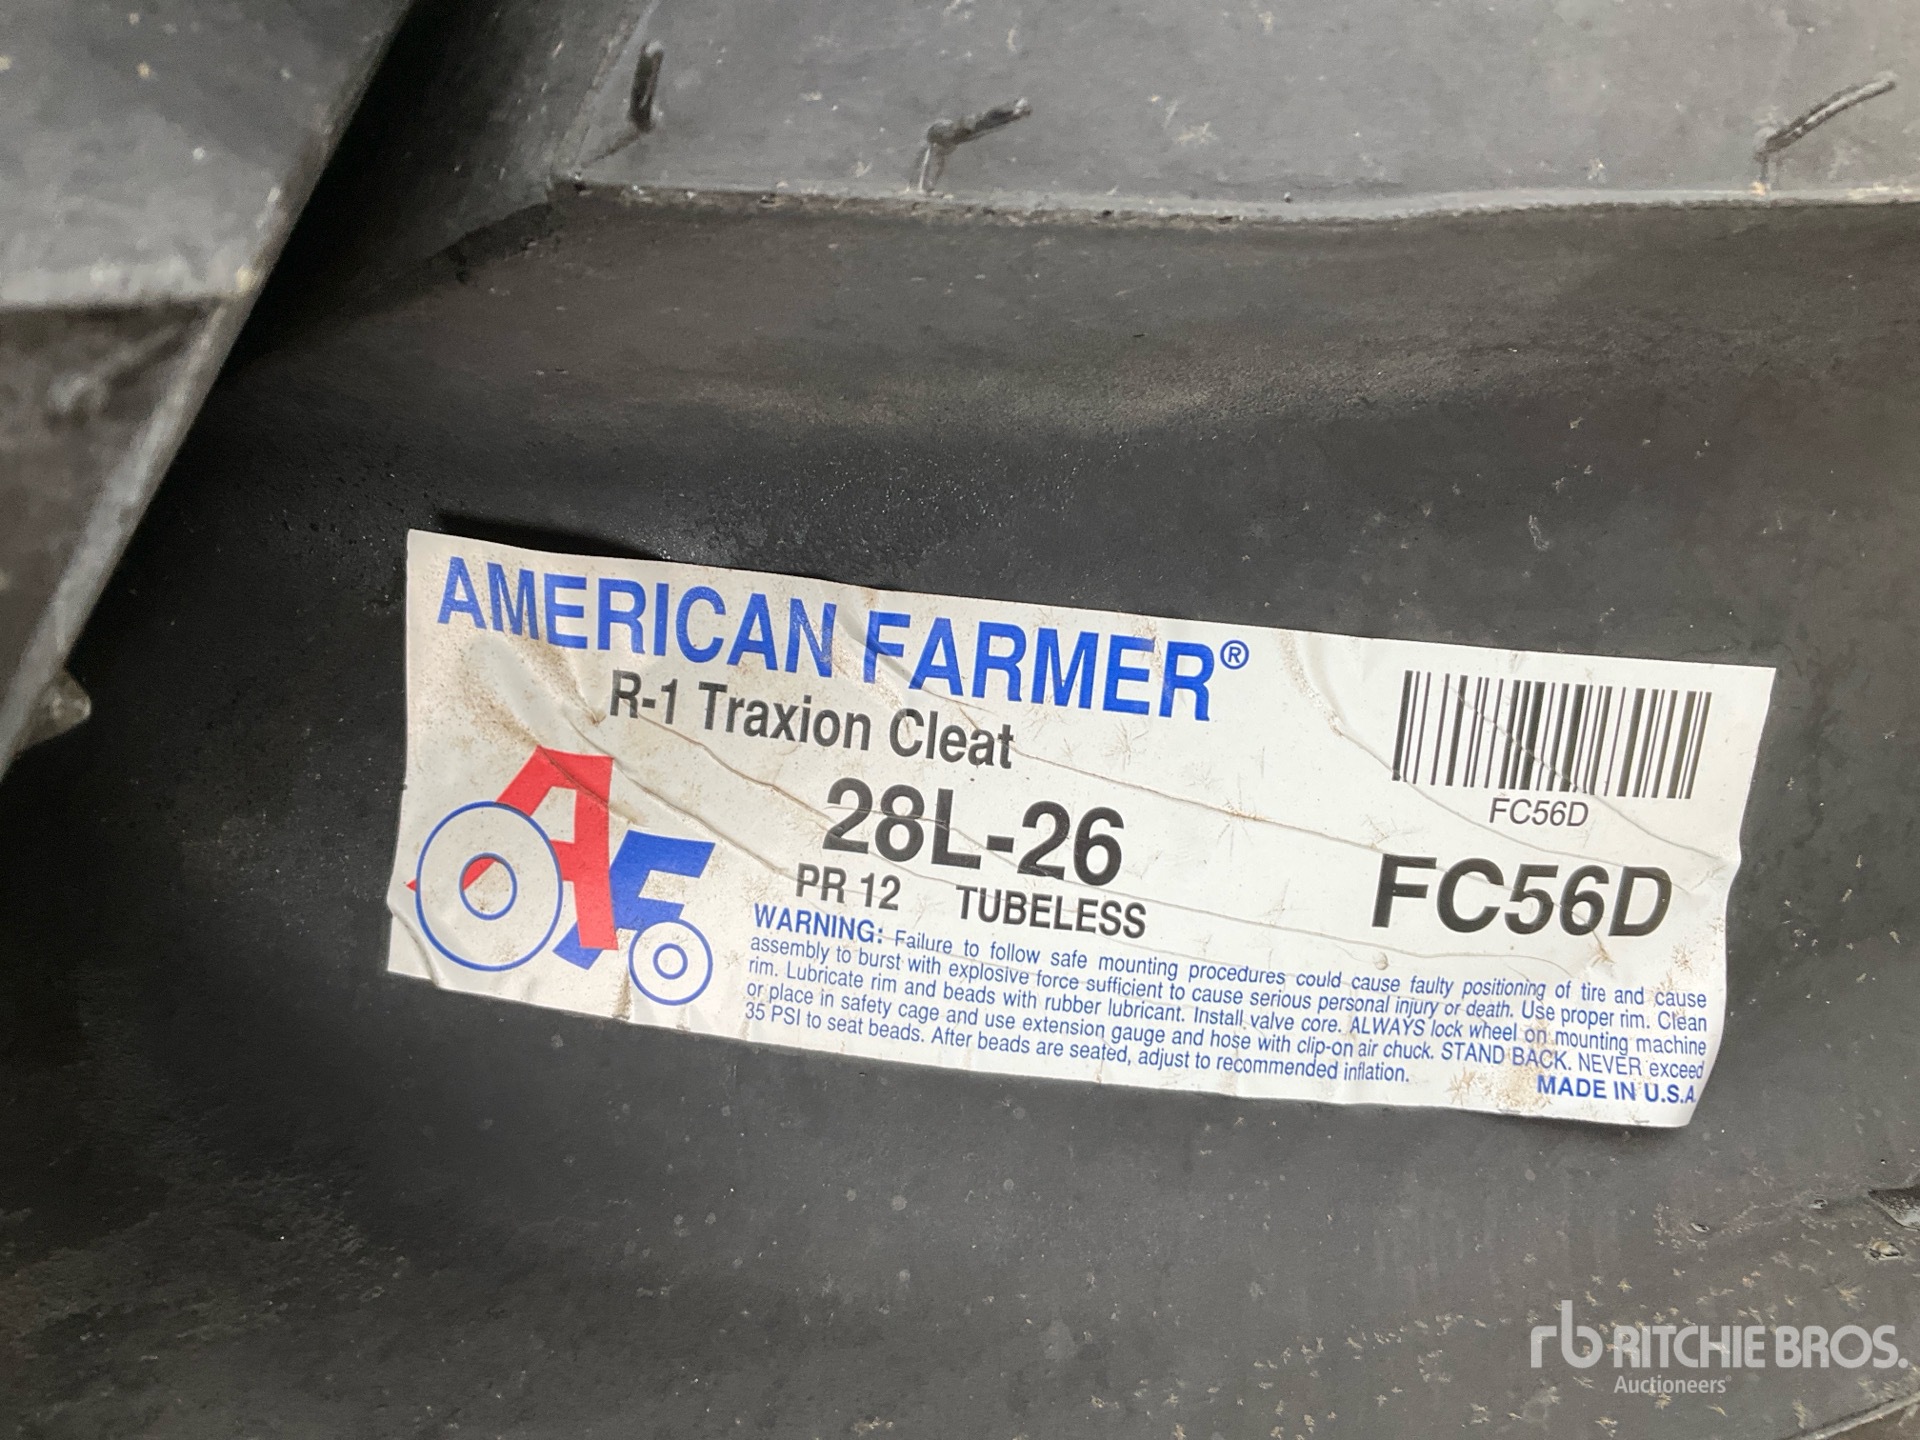 AMERICAN FARMER®
R-1 Traxion Cleat
28L-26
PR 12 TUBELESS
AF
FC56D
FC56D
WARNING: Failure to follow safe mounting procedures could cause faulty positioning of tire and cause
assembly to burst with explosive force sufficient to cause serious personal injury or death. Use proper rim. Clean
rim. Lubricate rim and beads with rubber lubricant. Install valve core. ALWAYS lock wheel on mounting machine
or place in safety cage and use extension gauge and hose with clip-on air chuck. STAND BACK. NEVER exceed
35 PSI to seat beads. After beads are seated, adjust to recommended inflation.
MADE IN U.S.A
rb RITCHIE BROS.
Auctioneers